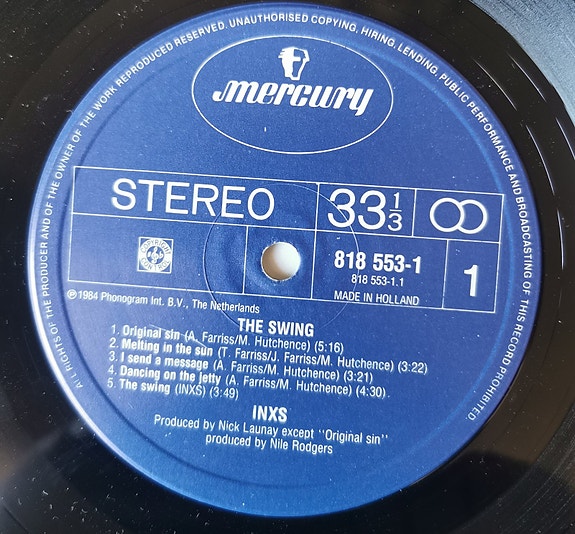 ALL RIGHTS OF THE PRODUCER AND OF THE OWNER OF THE WORK REPRODUCED RESERVED. UNAUTHORISED COPYING, HIRING, LENDING, PUBLIC PERFORMANCE AND BROADCASTING OF THIS RECORD PROHIBITED.
mercury
STEREO
33 1/3
818 553-1
818 553-1.1
MADE IN HOLLAND
1
℗ 1984 Phonogram Int. B.V., The Netherlands
THE SWING
1. Original sin (A. Farriss/M. Hutchence) (5:16)
2. Melting in the sun (T. Farriss/J. Farriss/M. Hutchence) (3:22)
3. I send a message (A. Farriss/M. Hutchence) (3:21)
4. Dancing on the jetty (A. Farriss/M. Hutchence) (4:30)
5. The swing (INXS) (3:49)
INXS
Produced by Nick Launay except "Original sin"
produced by Nile Rodgers